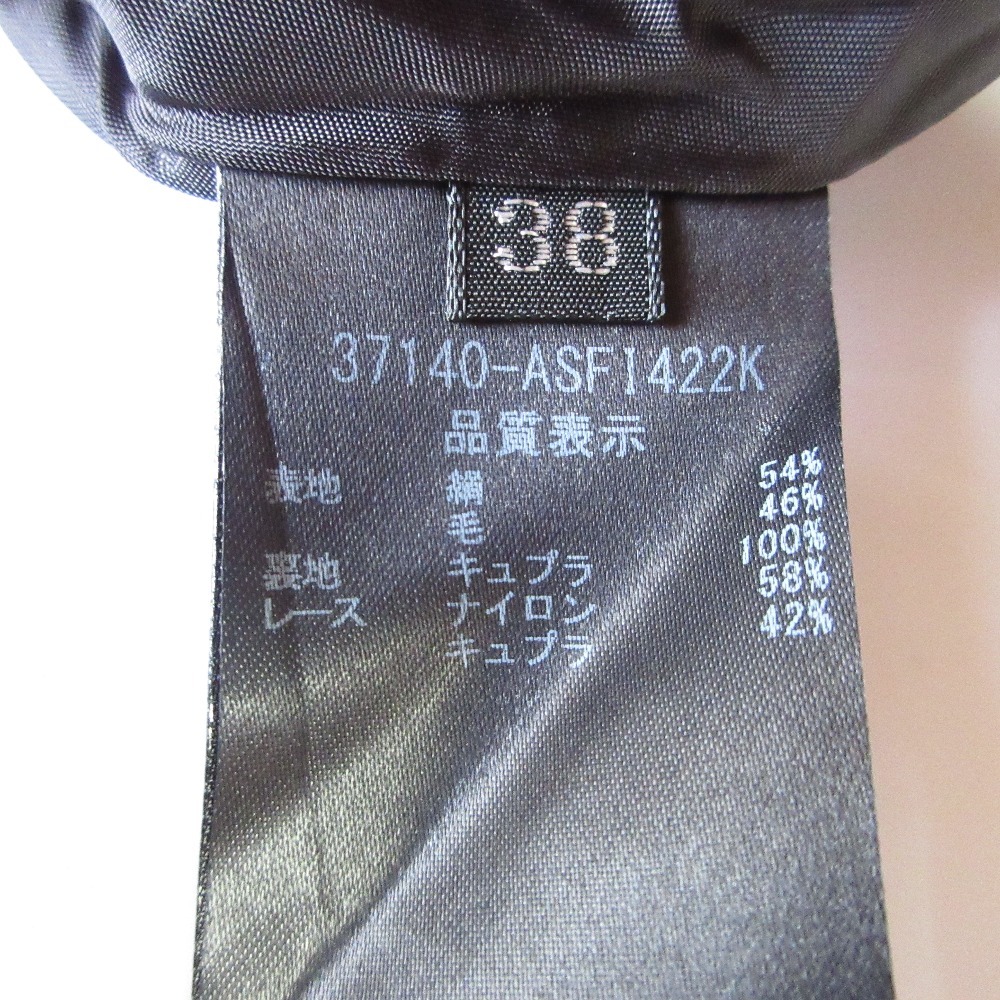 38
37140-ASFI422K
品質表示
表地 絹 54%
毛 46%
裏地 キュプラ 100%
レース ナイロン 58%
キュプラ 42%